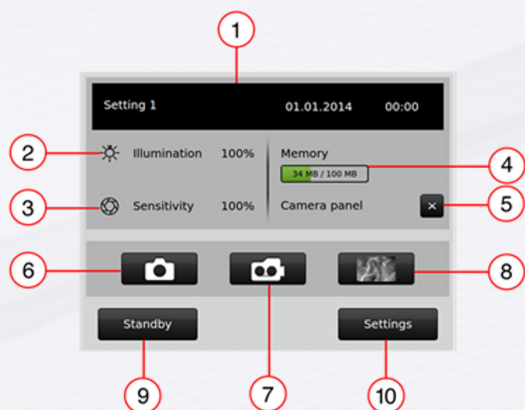 1
Setting 1 01.01.2014 00:00
2 Illumination 100% Memory
34 MB / 100 MB 4
3 Sensitivity 100% Camera panel × 5
6 8
Standby Settings
9 7 10